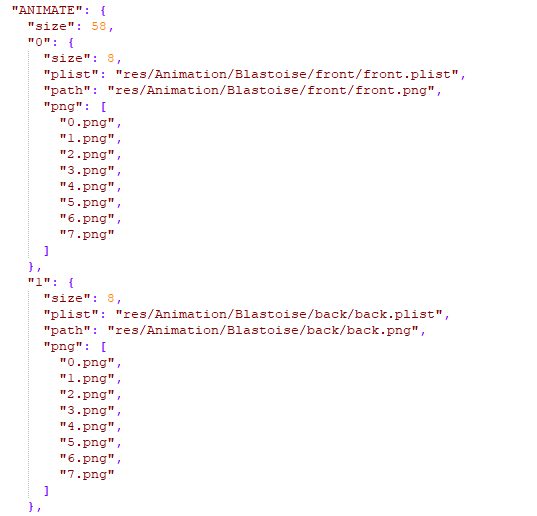 "ANIMATE": {
"size": 58,
"0": {
"size": 8,
"plist": "res/Animation/Blastoise/front/front.plist",
"path": "res/Animation/Blastoise/front/front.png",
"png": [
"0.png",
"1.png",
"2.png",
"3.png",
"4.png",
"5.png",
"6.png",
"7.png"
]
},
"1": {
"size": 8,
"plist": "res/Animation/Blastoise/back/back.plist",
"path": "res/Animation/Blastoise/back/back.png",
"png": [
"0.png",
"1.png",
"2.png",
"3.png",
"4.png",
"5.png",
"6.png",
"7.png"
]
},